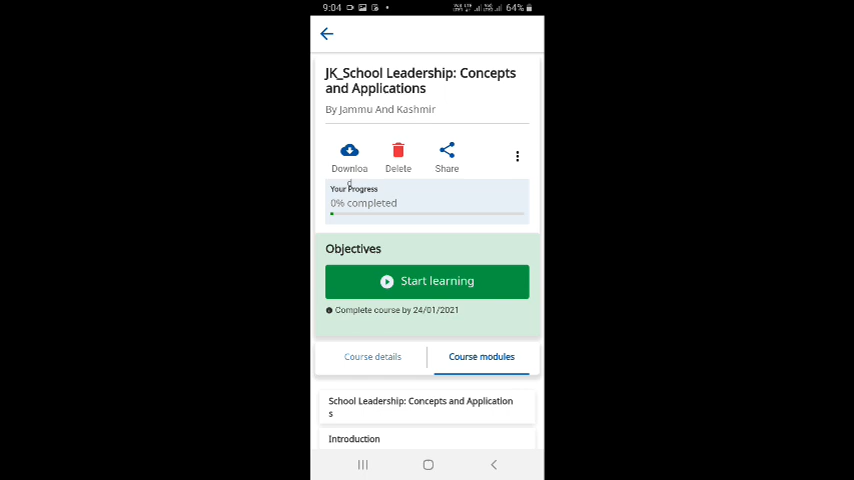 9:04 64%
JK_School Leadership: Concepts
and Applications
By Jammu And Kashmir
Downloa
d
Delete
Share
Your Progress
0% completed
Objectives
Start learning
Complete course by 24/01/2021
Course details
Course modules
School Leadership: Concepts and Application
s
Introduction